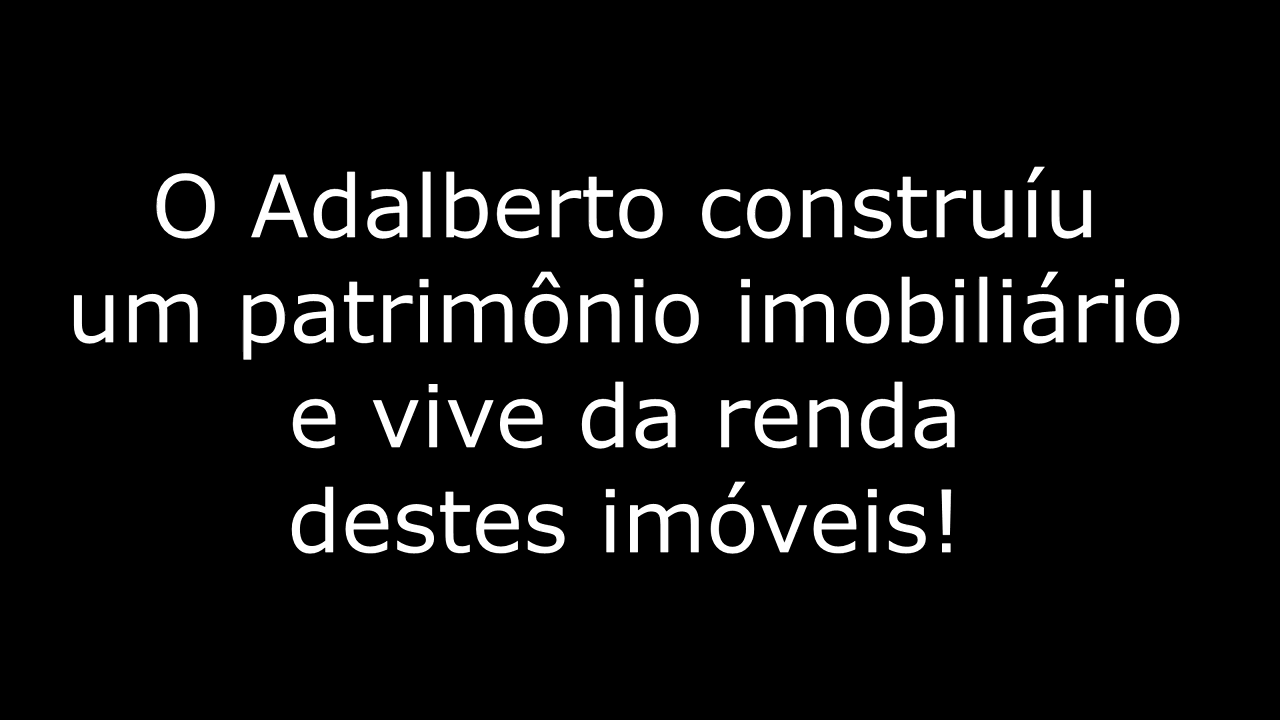 O Adalberto construíu
um patrimônio imobiliário
e vive da renda
destes imóveis!